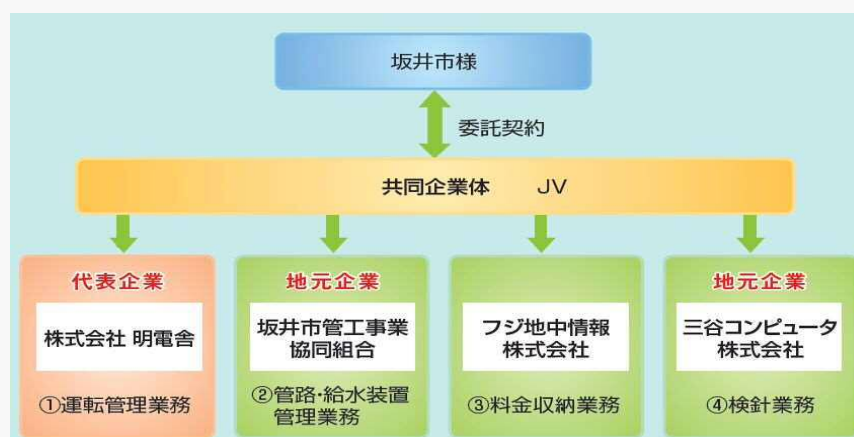 坂井市様
委託契約
共同企業体 JV
代表企業
株式会社 明電舎
①運転管理業務
地元企業
坂井市管工事業
協同組合
②管路・給水装置
管理業務
フジ地中情報
株式会社
③料金収納業務
地元企業
三谷コンピュータ
株式会社
④検針業務